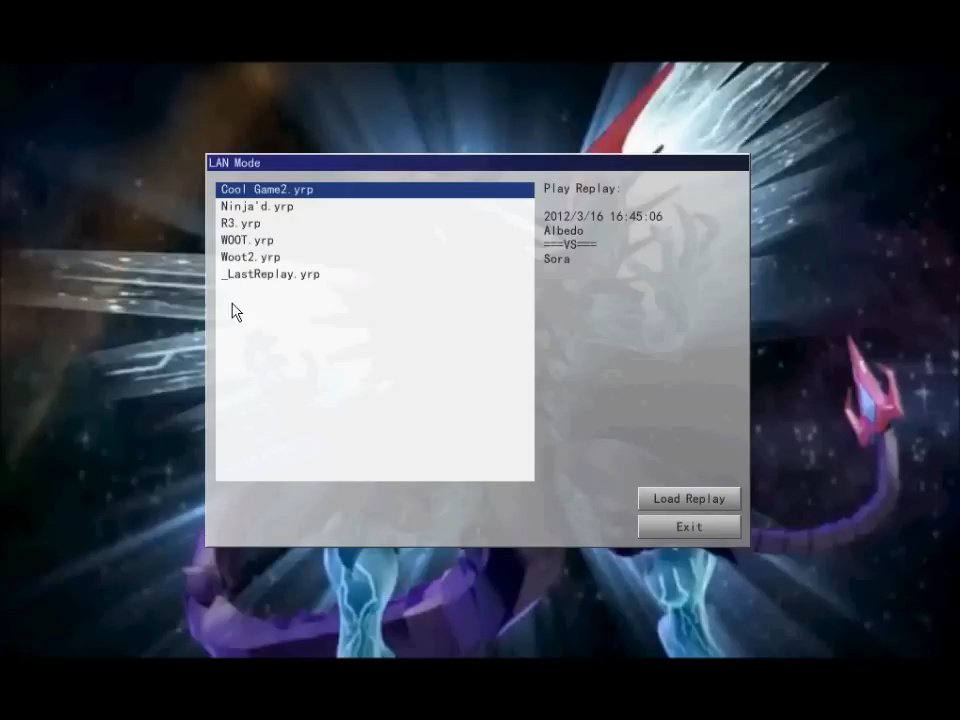 LAN Mode
Cool Game2.yrp
Ninja'd.yrp
R3.yrp
WOOT.yrp
Woot2.yrp
_LastReplay.yrp
Play Replay:
2012/3/16 16:45:06
Albedo
===VS===
Sora
Load Replay
Exit